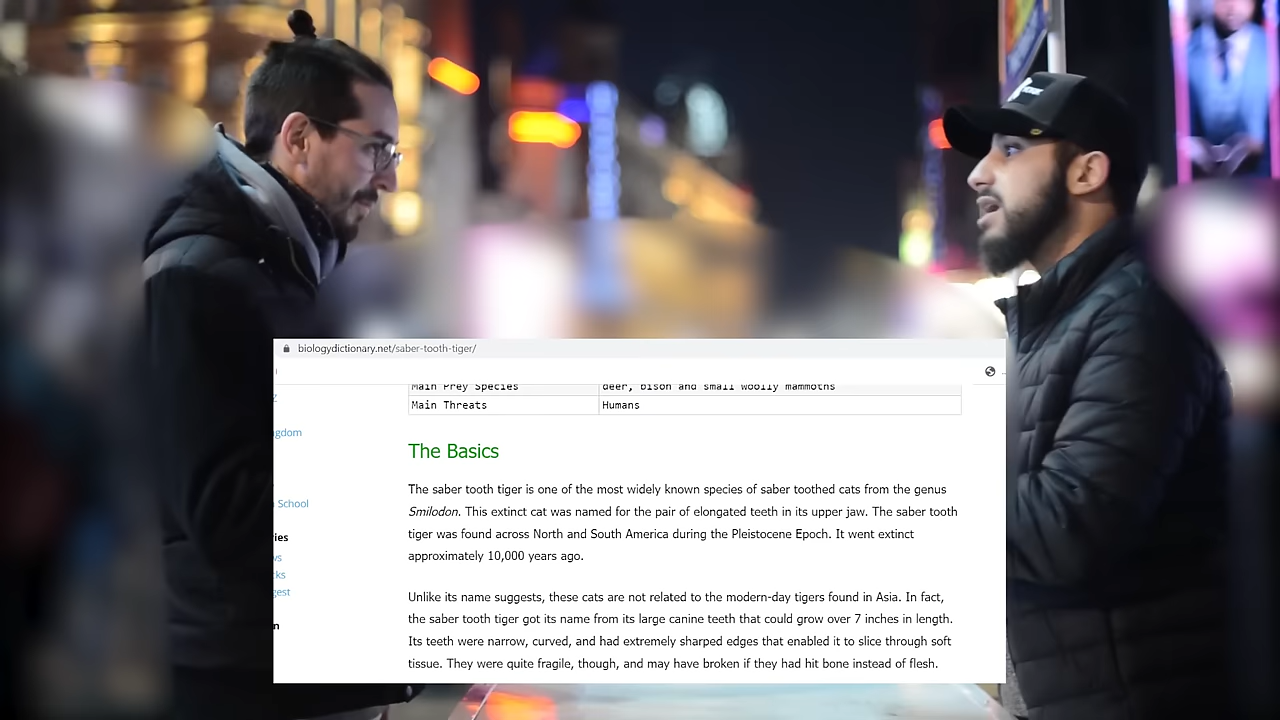 biologydictionary.net/saber-tooth-tiger/
Main Prey Species deer, bison and small woolly mammoths
Main Threats Humans
gdom
School
The Basics
The saber tooth tiger is one of the most widely known species of saber toothed cats from the genus
Smilodon. This extinct cat was named for the pair of elongated teeth in its upper jaw. The saber tooth
tiger was found across North and South America during the Pleistocene Epoch. It went extinct
approximately 10,000 years ago.
Unlike its name suggests, these cats are not related to the modern-day tigers found in Asia. In fact,
the saber tooth tiger got its name from its large canine teeth that could grow over 7 inches in length.
Its teeth were narrow, curved, and had extremely sharped edges that enabled it to slice through soft
tissue. They were quite fragile, though, and may have broken if they had hit bone instead of flesh.